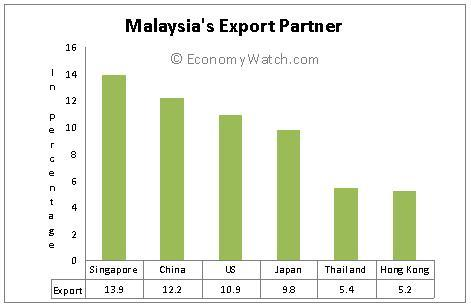 Malaysia's Export Partner
© EconomyWatch.com
In percentage
16
14
12
10
8
6
4
2
0
Singapore China US Japan Thailand Hong Kong
Export 13.9 12.2 10.9 9.8 5.4 5.2